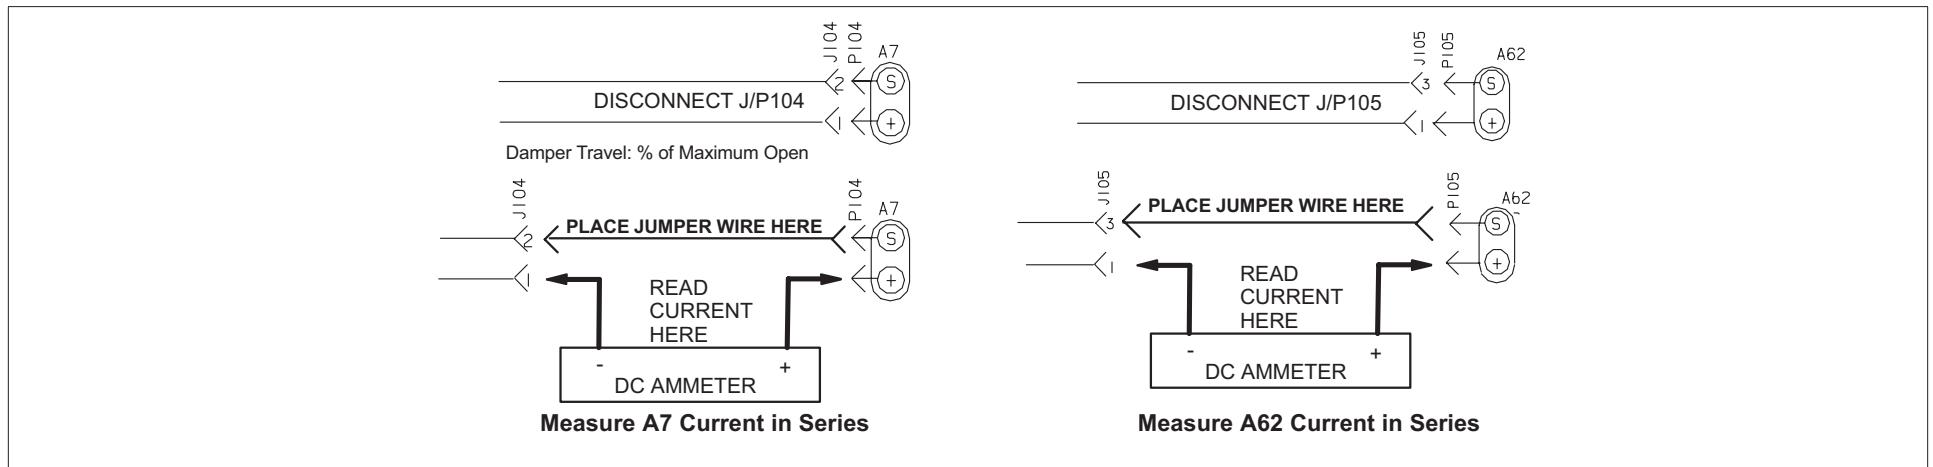 J104
P104
A7
2
S
DISCONNECT J/P104
1
+
Damper Travel: % of Maximum Open
J104
P104
A7
PLACE JUMPER WIRE HERE
2
S
1
+
READ
CURRENT
HERE
- +
DC AMMETER
Measure A7 Current in Series
J105
P105
A62
3
S
DISCONNECT J/P105
1
+
J105
P105
A62
PLACE JUMPER WIRE HERE
3
S
1
+
READ
CURRENT
HERE
- +
DC AMMETER
Measure A62 Current in Series